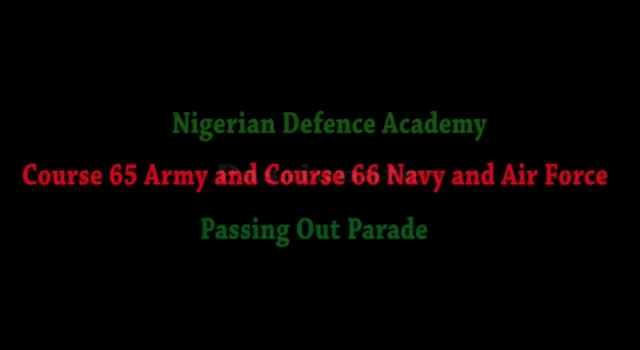 Nigerian Defence Academy
Course 65 Army and Course 66 Navy and Air Force
Passing Out Parade